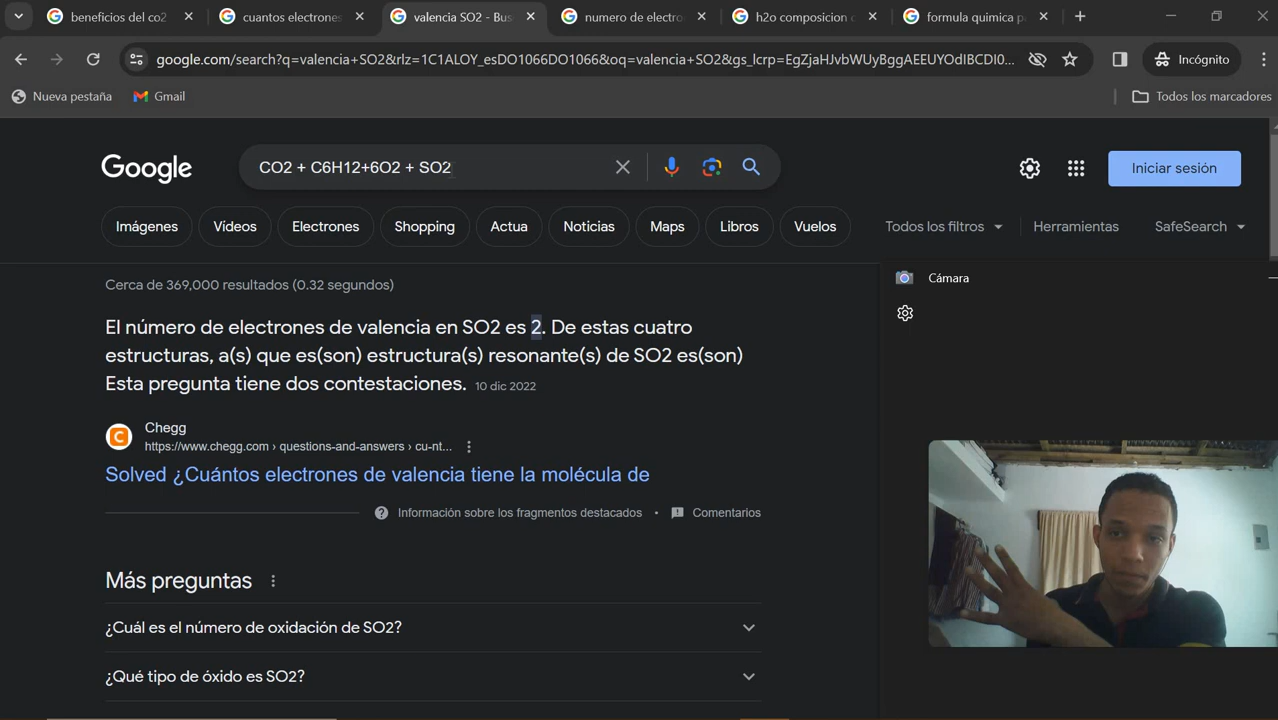 beneficios del co2
cuantos electrones
valencia SO2 - Bus
numero de electro
h2o composicion c
formula quimica p
google.com/search?q=valencia+SO2&rlz=1C1ALOY_esDO1066DO1066&oq=valencia+SO2&gs_lcrp=EgZjaHJvbWUyBggAEEUYOdIBCDI0...
Incógnito
Nueva pestaña
Gmail
Todos los marcadores
Google
CO2 + C6H12+6O2 + SO2
Iniciar sesión
Imágenes
Videos
Electrones
Shopping
Actua
Noticias
Maps
Libros
Vuelos
Todos los filtros
Herramientas
SafeSearch
Cerca de 369,000 resultados (0.32 segundos)
Cámara
El número de electrones de valencia en SO2 es 2. De estas cuatro
estructuras, a(s) que es(son) estructura(s) resonante(s) de SO2 es(son)
Esta pregunta tiene dos contestaciones. 10 dic 2022
Chegg
https://www.chegg.com › questions-and-answers › cu-nt...
Solved ¿Cuántos electrones de valencia tiene la molécula de
Información sobre los fragmentos destacados
Comentarios
Más preguntas
¿Cuál es el número de oxidación de SO2?
¿Qué tipo de óxido es SO2?